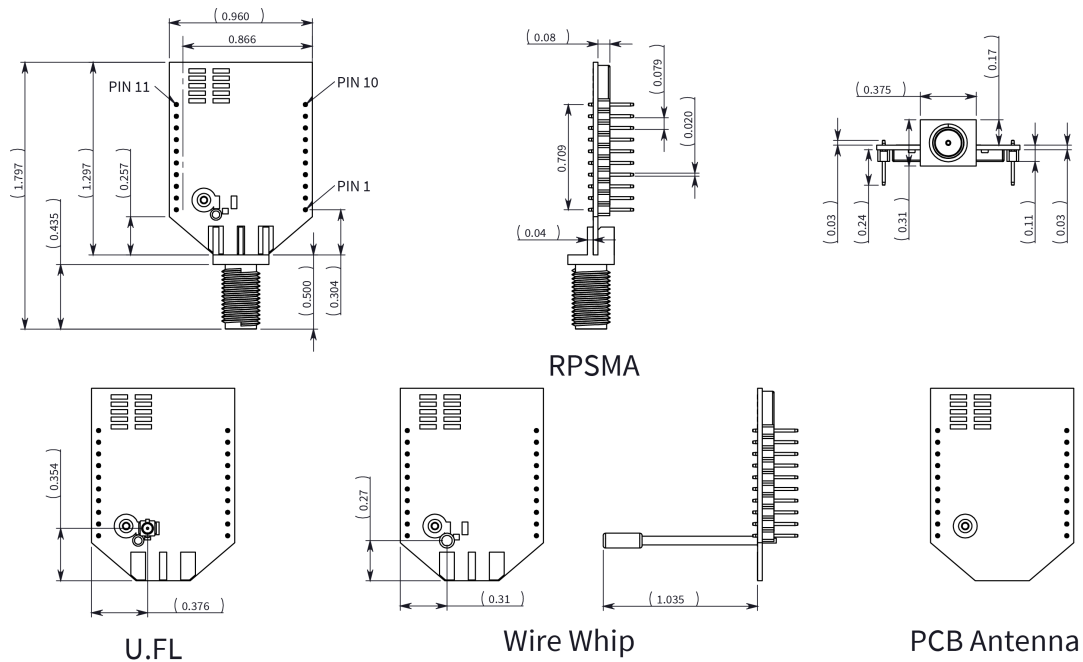 ( 0.960 )
0.866
PIN 11
PIN 10
PIN 1
( 1.797 )
( 1.297 )
( 0.257 )
( 0.435 )
( 0.500 )
( 0.304 )
( 0.08 )
( 0.079 )
( 0.020 )
0.709
( 0.04 )
( 0.17 )
( 0.375 )
( 0.03 )
( 0.24 )
( 0.31 )
( 0.11 )
( 0.03 )
RPSMA
( 0.354 )
( 0.376 )
U.FL
( 0.27 )
( 0.31 )
( 1.035 )
Wire Whip
PCB Antenna